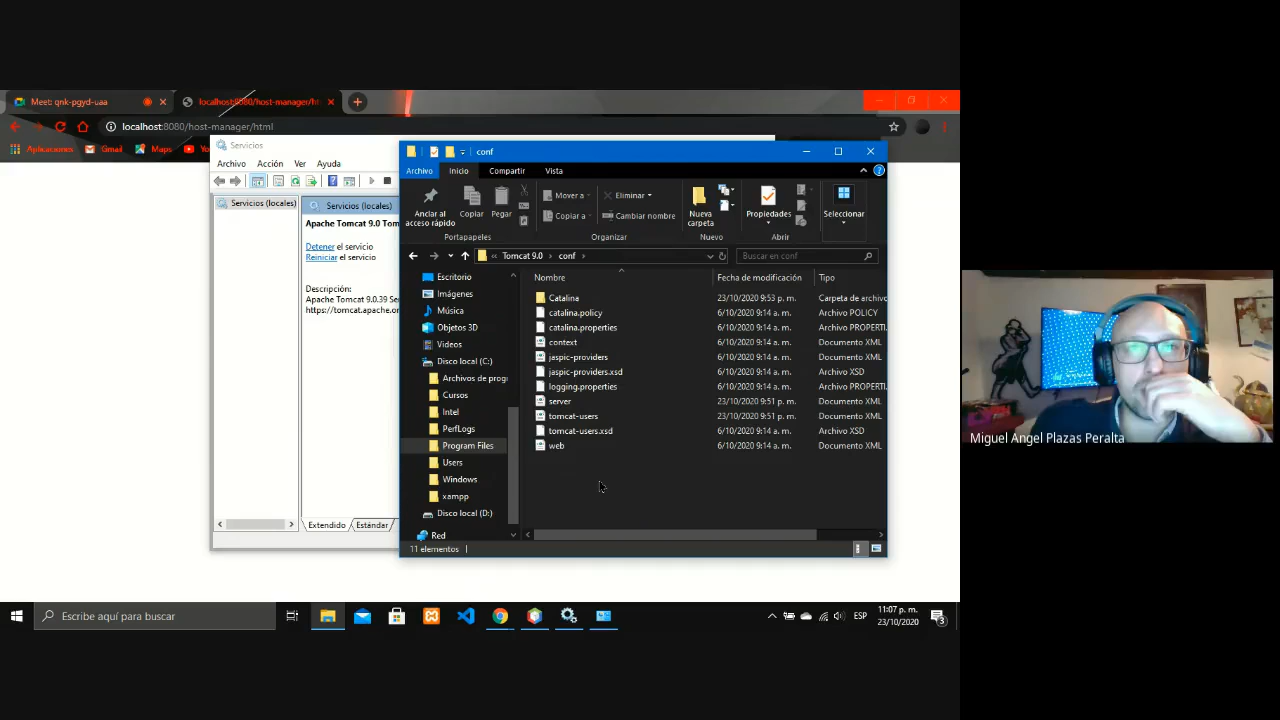 Meet: qnk-pgyd-uaa
localhost:8080/host-manager/ht
localhost:8080/host-manager/html
Aplicaciones Gmail Maps Yo
Servicios
Archivo Acción Ver Ayuda
Servicios (locales)
Servicios (locales)
Apache Tomcat 9.0 Tom
Detener el servicio
Reiniciar el servicio
Descripción:
Apache Tomcat 9.0.39 Se
https://tomcat.apache.or
Extendido Estándar
conf
Archivo Inicio Compartir Vista
Anclar al
acceso rápido
Copiar
Pegar
Mover a
Copiar a
Eliminar
Cambiar nombre
Nueva
carpeta
Propiedades
Seleccionar
Portapapeles Organizar Nuevo Abrir
Tomcat 9.0 conf
Buscar en conf
Escritorio
Imágenes
Música
Objetos 3D
Videos
Disco local (C:)
Archivos de prog
Cursos
Intel
PerfLogs
Program Files
Users
Windows
xampp
Disco local (D:)
Red
Nombre Fecha de modificación Tipo
Catalina 23/10/2020 9:53 p. m. Carpeta de archivo
catalina.policy 6/10/2020 9:14 a. m. Archivo POLICY
catalina.properties 6/10/2020 9:14 a. m. Archivo PROPERTI
context 6/10/2020 9:14 a. m. Documento XML
jaspic-providers 6/10/2020 9:14 a. m. Documento XML
jaspic-providers.xsd 6/10/2020 9:14 a. m. Archivo XSD
logging.properties 6/10/2020 9:14 a. m. Archivo PROPERTI
server 23/10/2020 9:51 p. m. Documento XML
tomcat-users 23/10/2020 9:51 p. m. Documento XML
tomcat-users.xsd 6/10/2020 9:14 a. m. Archivo XSD
web 6/10/2020 9:14 a. m. Documento XML
11 elementos
Miguel Angel Plazas Peralta
Escribe aquí para buscar
ESP
11:07 p. m.
23/10/2020
3